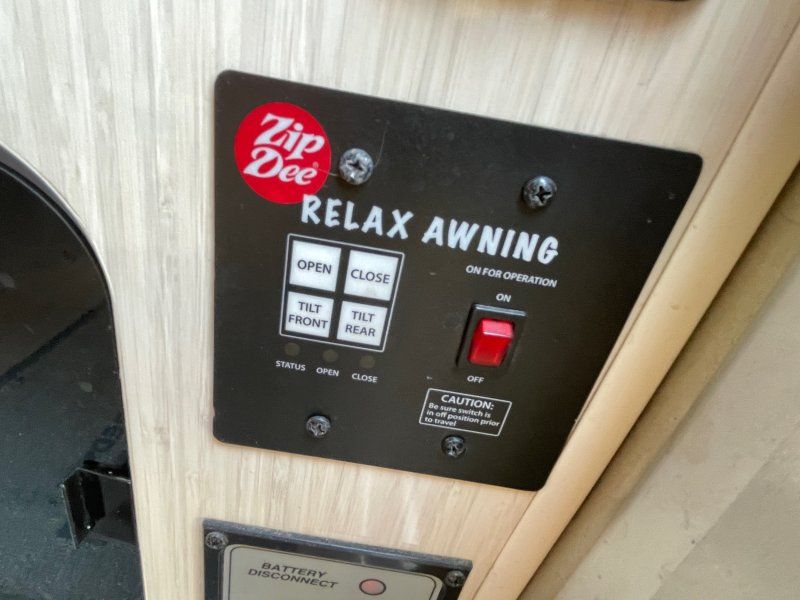 Zip
Dee®
RELAX AWNING
OPEN
CLOSE
TILT
FRONT
TILT
REAR
STATUS
OPEN
CLOSE
ON FOR OPERATION
ON
OFF
CAUTION:
Be sure switch is
in off position prior
to travel
BATTERY
DISCONNECT